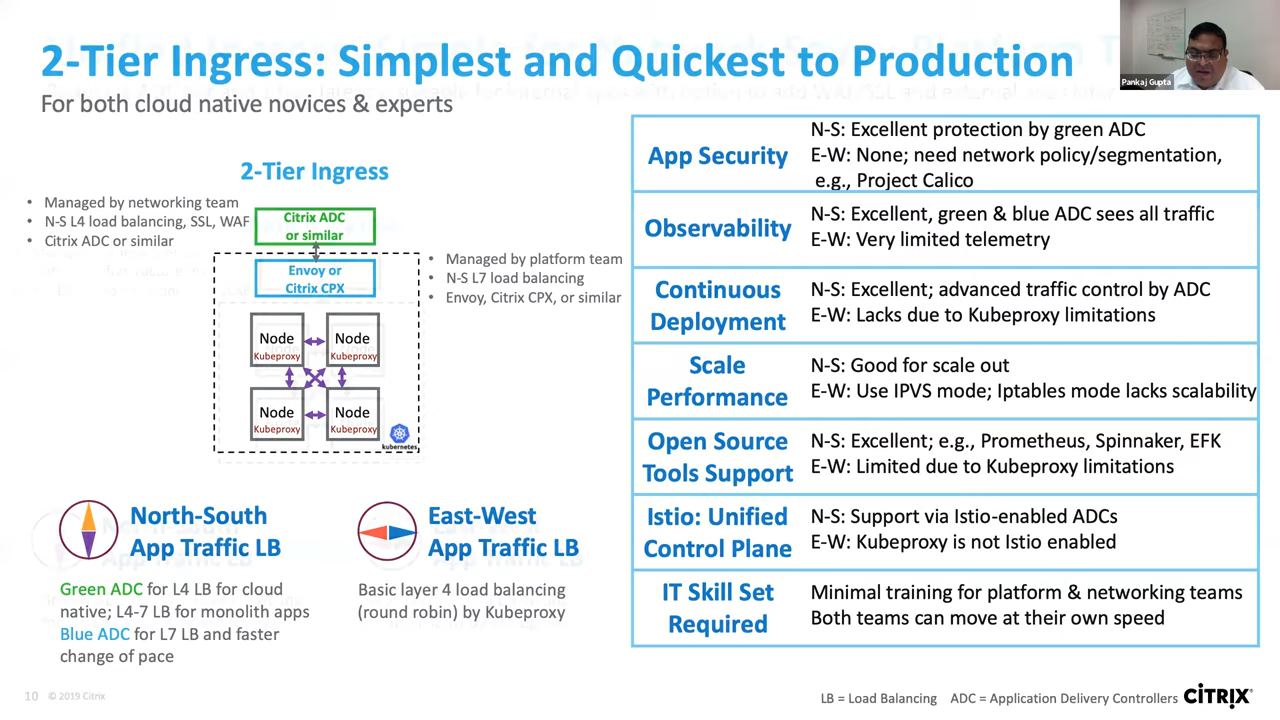 2-Tier Ingress: Simplest and Quickest to Production
For both cloud native novices & experts
Pankaj Gupta
2-Tier Ingress
• Managed by networking team
• N-S L4 load balancing, SSL, WAF
• Citrix ADC or similar
Citrix ADC
or similar
Envoy or
Citrix CPX
• Managed by platform team
• N-S L7 load balancing
• Envoy, Citrix CPX, or similar
Node
Kubeproxy
Node
Kubeproxy
Node
Kubeproxy
Node
Kubeproxy
kubernetes
North-South
App Traffic LB
Green ADC for L4 LB for cloud
native; L4-7 LB for monolith apps
Blue ADC for L7 LB and faster
change of pace
East-West
App Traffic LB
Basic layer 4 load balancing
(round robin) by Kubeproxy
App Security
N-S: Excellent protection by green ADC
E-W: None; need network policy/segmentation,
e.g., Project Calico
Observability
N-S: Excellent, green & blue ADC sees all traffic
E-W: Very limited telemetry
Continuous
Deployment
N-S: Excellent; advanced traffic control by ADC
E-W: Lacks due to Kubeproxy limitations
Scale
Performance
N-S: Good for scale out
E-W: Use IPVS mode; Iptables mode lacks scalability
Open Source
Tools Support
N-S: Excellent; e.g., Prometheus, Spinnaker, EFK
E-W: Limited due to Kubeproxy limitations
Istio: Unified
Control Plane
N-S: Support via Istio-enabled ADCs
E-W: Kubeproxy is not Istio enabled
IT Skill Set
Required
Minimal training for platform & networking teams
Both teams can move at their own speed
10 © 2019 Citrix
LB = Load Balancing ADC = Application Delivery Controllers
CITRIX